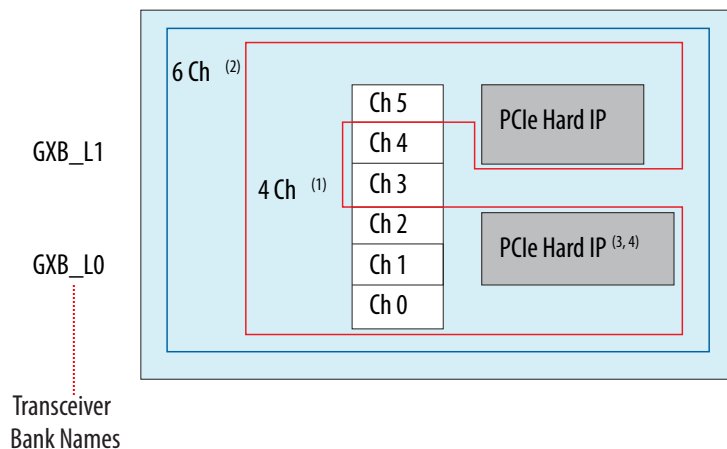 6 Ch (2)
Ch 5
PCIe Hard IP
GXB_L1
Ch 4
4 Ch (1)
Ch 3
Ch 2
PCIe Hard IP (3, 4)
GXB_L0
Ch 1
Ch 0
Transceiver
Bank Names